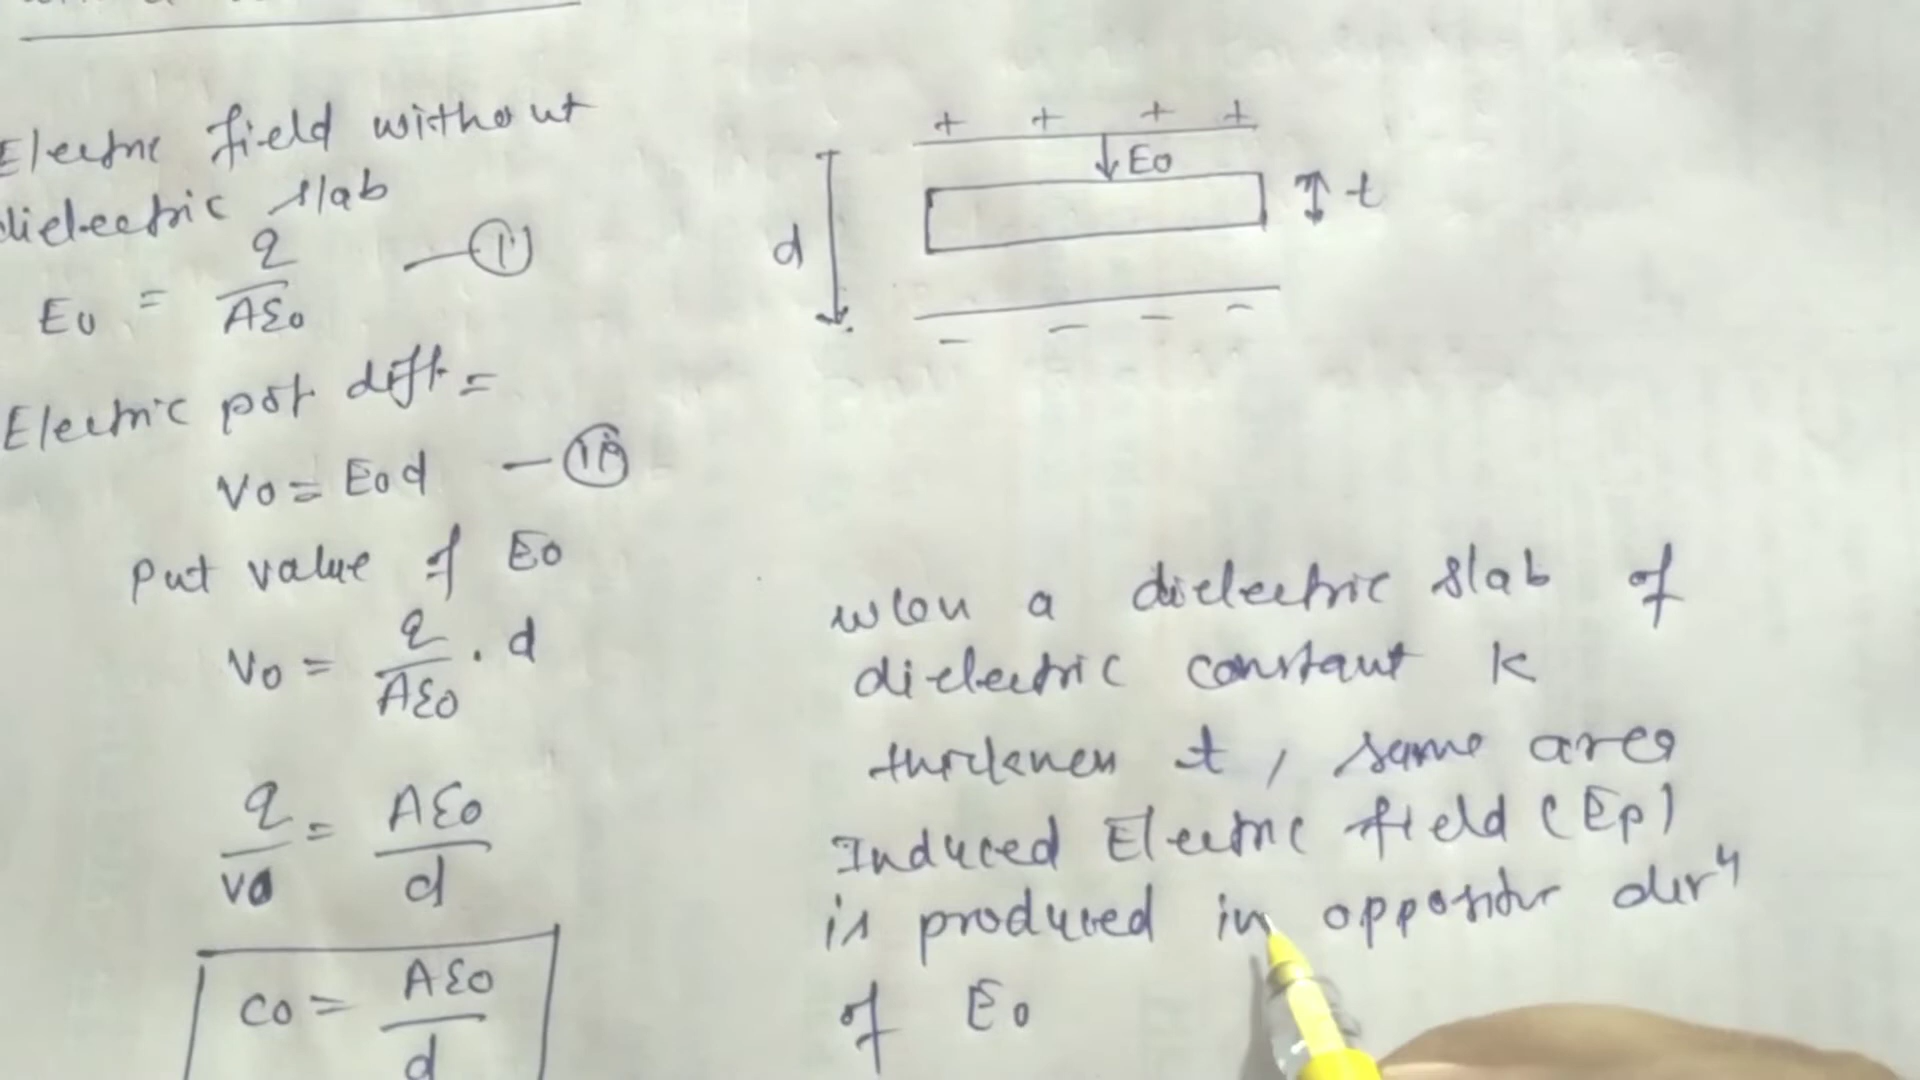 Electric field without
dielectric slab
E0 = q/Aε0 —(i)
Electric pot diff =
V0 = E0d —(ii)
Put value of E0
V0 = q/Aε0 . d
q/V0 = Aε0/d
C0 = Aε0/d
+ + + +
E0
t
d
— — — —
when a dielectric slab of
dielectric constant K
thickness t, same area
Induced Electric field (Ep)
is produced in opposite dirn
of E0